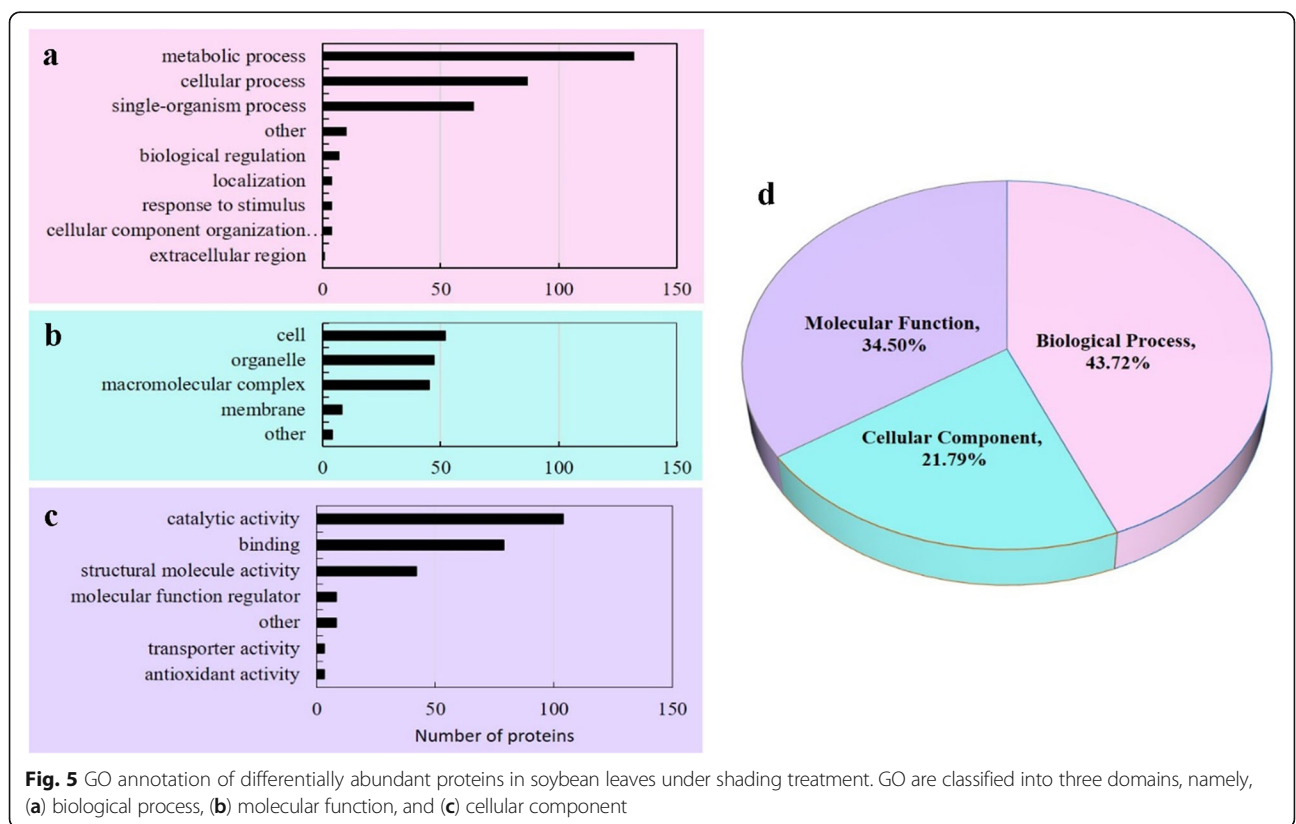 a
metabolic process
cellular process
single-organism process
other
biological regulation
localization
response to stimulus
cellular component organization…
extracellular region
0 50 100 150
b
cell
organelle
macromolecular complex
membrane
other
0 50 100 150
c
catalytic activity
binding
structural molecule activity
molecular function regulator
other
transporter activity
antioxidant activity
0 50 100 150
Number of proteins
d
Molecular Function,
34.50%
Biological Process,
43.72%
Cellular Component,
21.79%
Fig. 5 GO annotation of differentially abundant proteins in soybean leaves under shading treatment. GO are classified into three domains, namely,
(a) biological process, (b) molecular function, and (c) cellular component